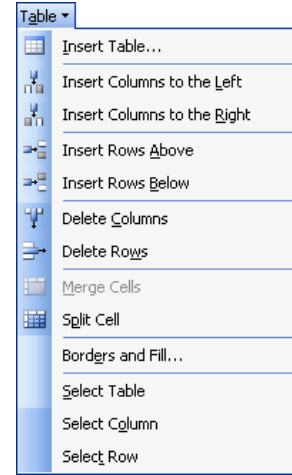 Table
Insert Table...
Insert Columns to the Left
Insert Columns to the Right
Insert Rows Above
Insert Rows Below
Delete Columns
Delete Rows
Merge Cells
Split Cell
Borders and Fill...
Select Table
Select Column
Select Row